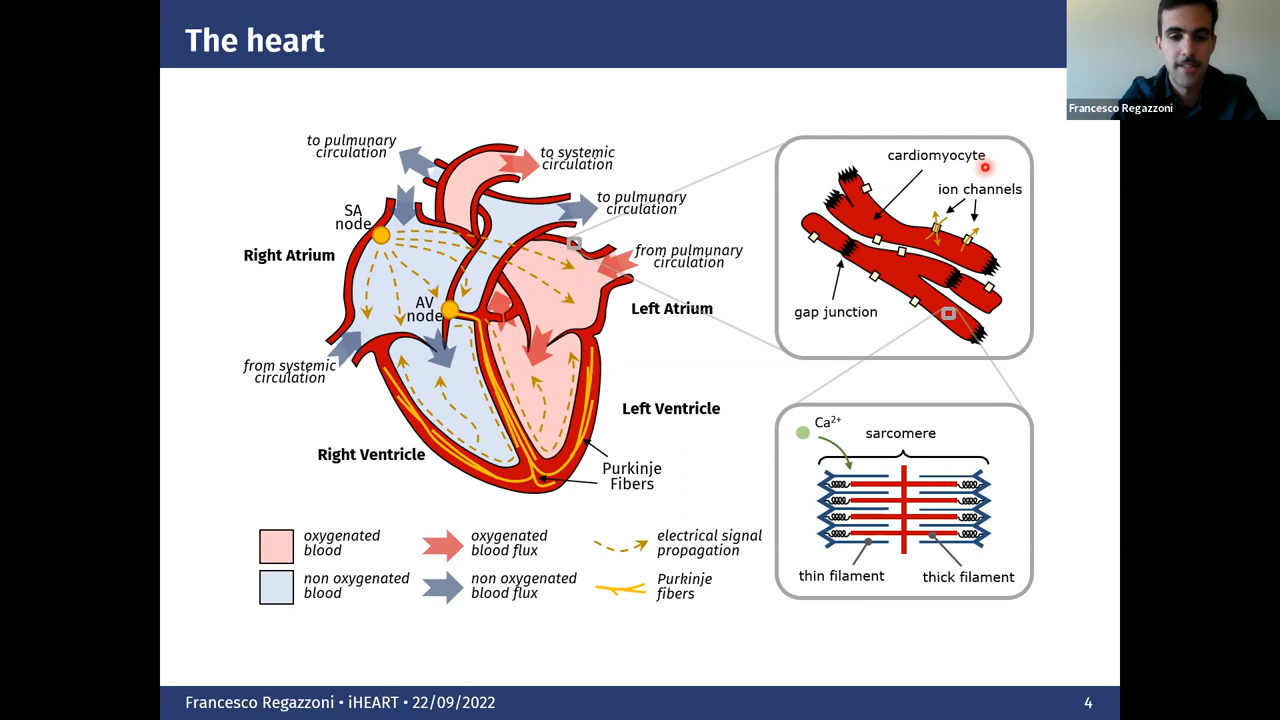 The heart
Francesco Regazzoni
to pulmunary
circulation
to systemic
circulation
to pulmunary
circulation
SA
node
Right Atrium
from pulmunary
circulation
AV
node
Left Atrium
from systemic
circulation
Left Ventricle
Right Ventricle
Purkinje
Fibers
cardiomyocyte
ion channels
gap junction
Ca²⁺
sarcomere
thin filament
thick filament
oxygenated
blood
oxygenated
blood flux
electrical signal
propagation
non oxygenated
blood
non oxygenated
blood flux
Purkinje
fibers
Francesco Regazzoni • iHEART • 22/09/2022
4